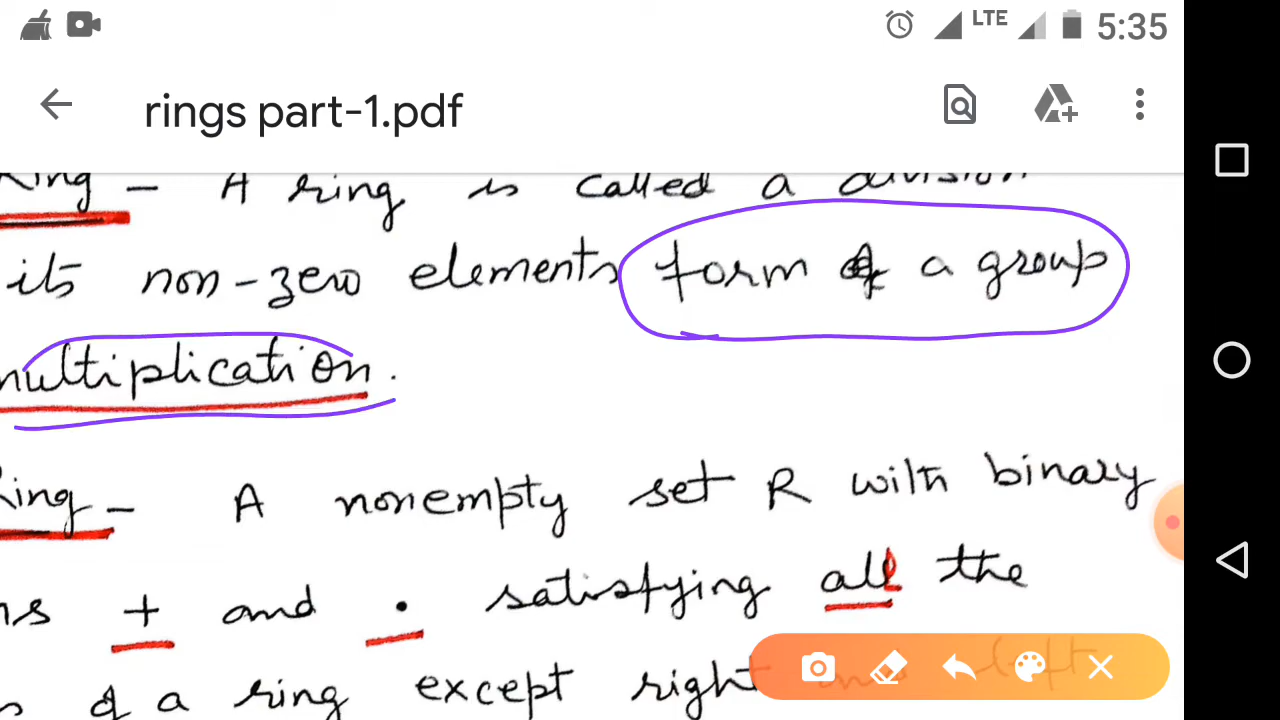 LTE 5:35
rings part-1.pdf
Ring - A ring is called a division
its non-zero elements form a group
multiplication.
Ring - A nonempty set R with binary
ns + and . satisfying all the
of a ring except right left